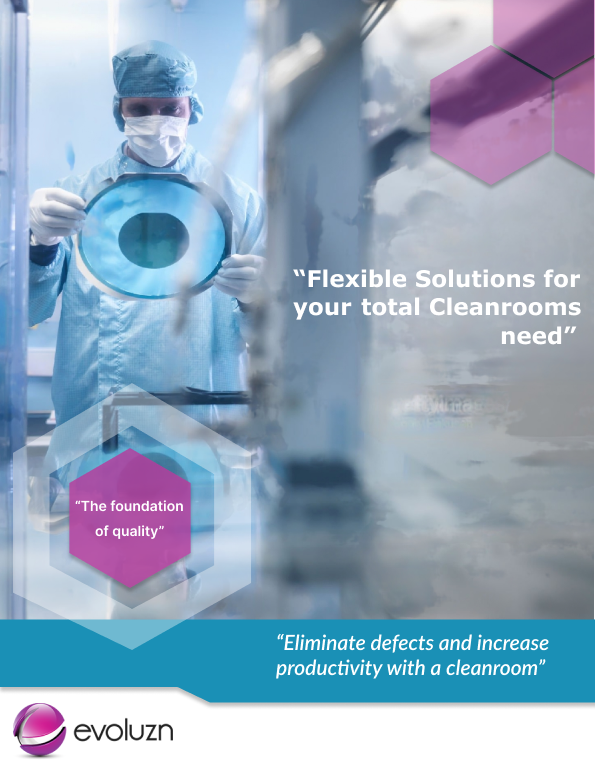 “Flexible Solutions for
your total Cleanrooms
need”
“The foundation
of quality”
“Eliminate defects and increase
productivity with a cleanroom”
evoluzn